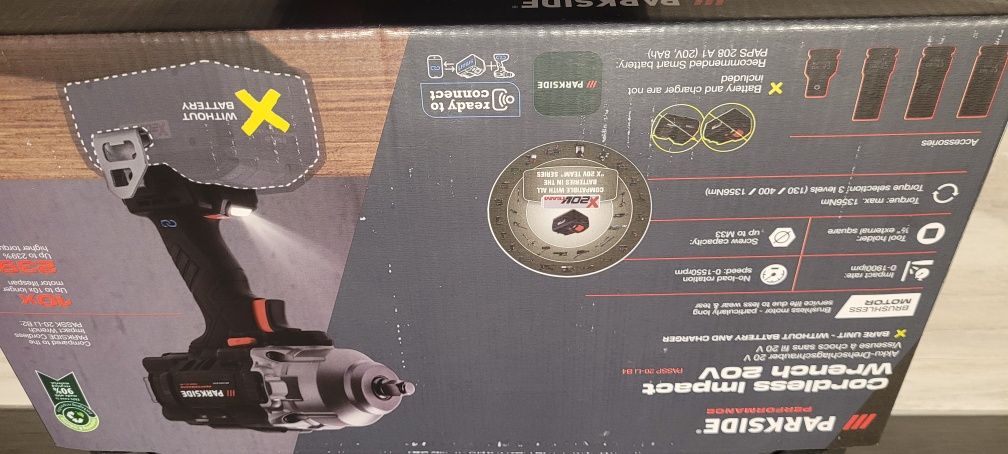 PARKSIDE®
PARKSIDE®
PERFORMANCE
Cordless Impact
Wrench 20V
PASSP 20-Li B4
Akku-Drehschlagschrauber 20 V
Visseuse à chocs sans fil 20 V
BARE UNIT - WITHOUT BATTERY AND CHARGER
BRUSHLESS
MOTOR
Brushless motor - particularly long
service life due to less wear & tear
Impact rate:
0-1900ipm
No-load rotation
speed: 0-1550rpm
Tool holder:
½" external square
Screw capacity:
up to M33
Torque: max. 1356Nm
Torque selection: 3 levels (130 / 400 / 1356Nm)
Accessories
Battery and charger are not
included
Recommended Smart battery:
PAPS 208 A1 (20V, 8Ah)
COMPATIBLE WITH ALL
BATTERIES IN THE
"X 20V TEAM" SERIES
X20V TEAM
PARKSIDE
ready to
connect
WITHOUT
BATTERY
PARKSIDE
PERFORMANCE
Compared to the
PARKSIDE Cordless
Impact Wrench
PASSK 20-Li B2:
10x
Up to 10x longer
motor lifespan
Up to 239%
higher
90%